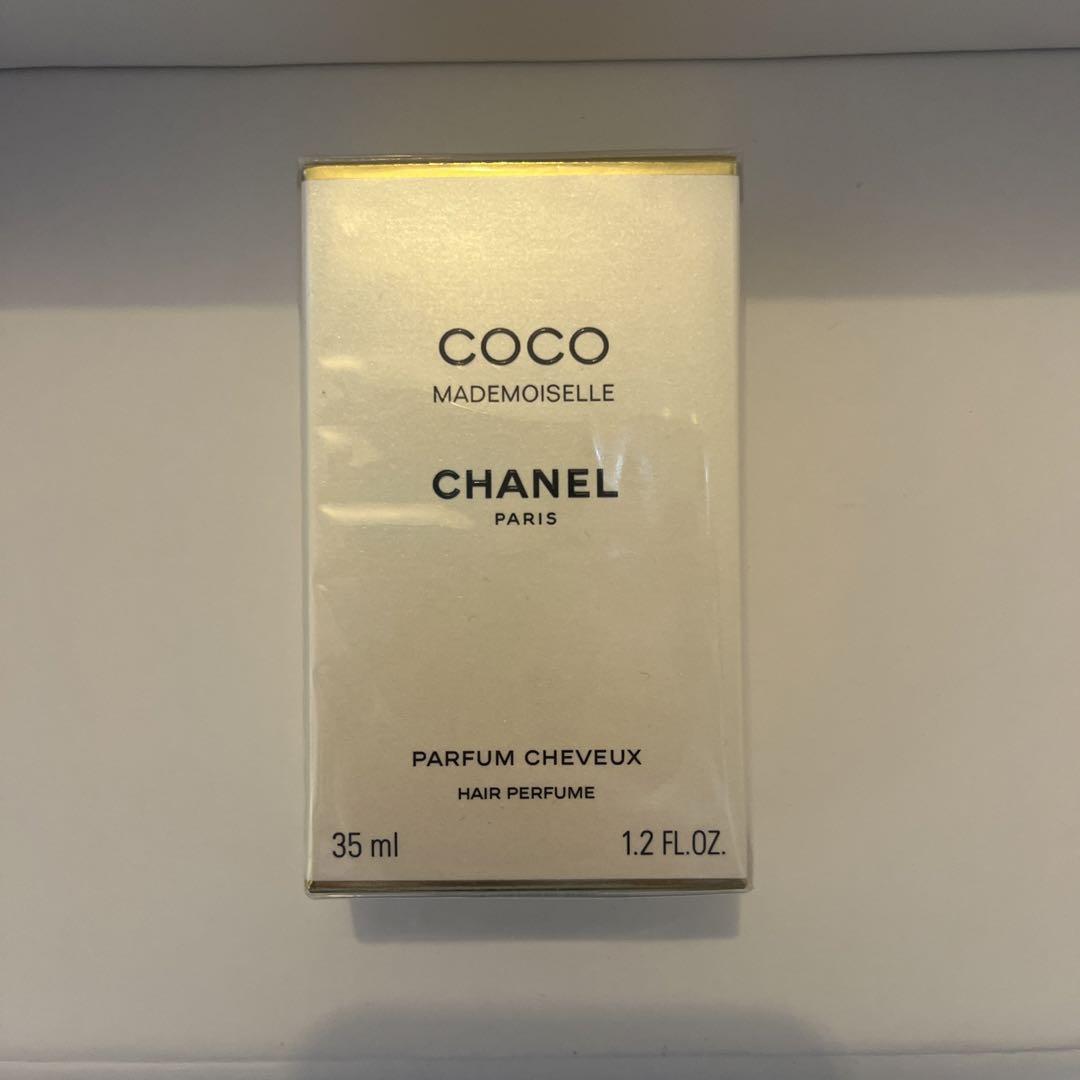 COCO
MADEMOISELLE
CHANEL
PARIS
PARFUM CHEVEUX
HAIR PERFUME
35 ml 1.2 FL.OZ.